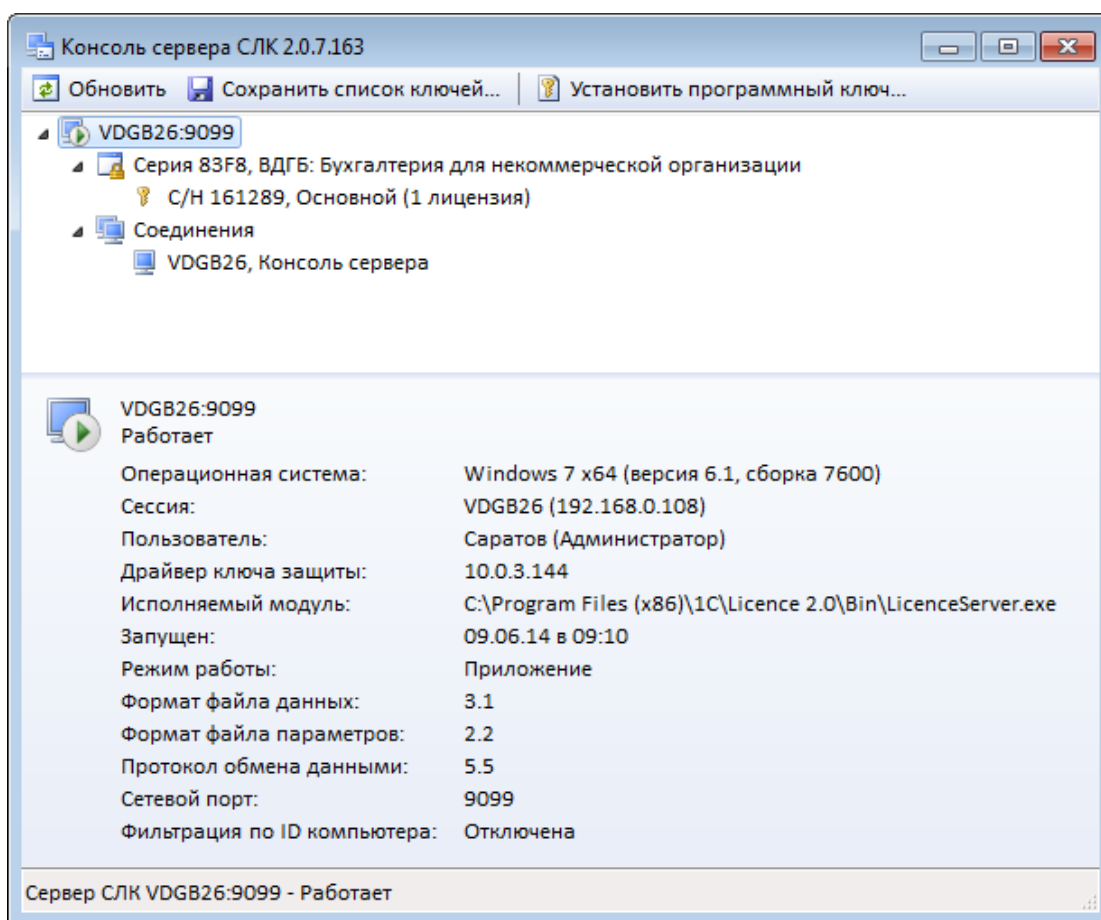 Консоль сервера СЛК 2.0.7.163
Обновить Сохранить список ключей... Установить программный ключ...
VDGB26:9099
Серия 83F8, ВДГБ: Бухгалтерия для некоммерческой организации
С/Н 161289, Основной (1 лицензия)
Соединения
VDGB26, Консоль сервера
VDGB26:9099
Работает
Операционная система: Windows 7 x64 (версия 6.1, сборка 7600)
Сессия: VDGB26 (192.168.0.108)
Пользователь: Саратов (Администратор)
Драйвер ключа защиты: 10.0.3.144
Исполняемый модуль: C:\Program Files (x86)\1C\Licence 2.0\Bin\LicenceServer.exe
Запущен: 09.06.14 в 09:10
Режим работы: Приложение
Формат файла данных: 3.1
Формат файла параметров: 2.2
Протокол обмена данными: 5.5
Сетевой порт: 9099
Фильтрация по ID компьютера: Отключена
Сервер СЛК VDGB26:9099 - Работает